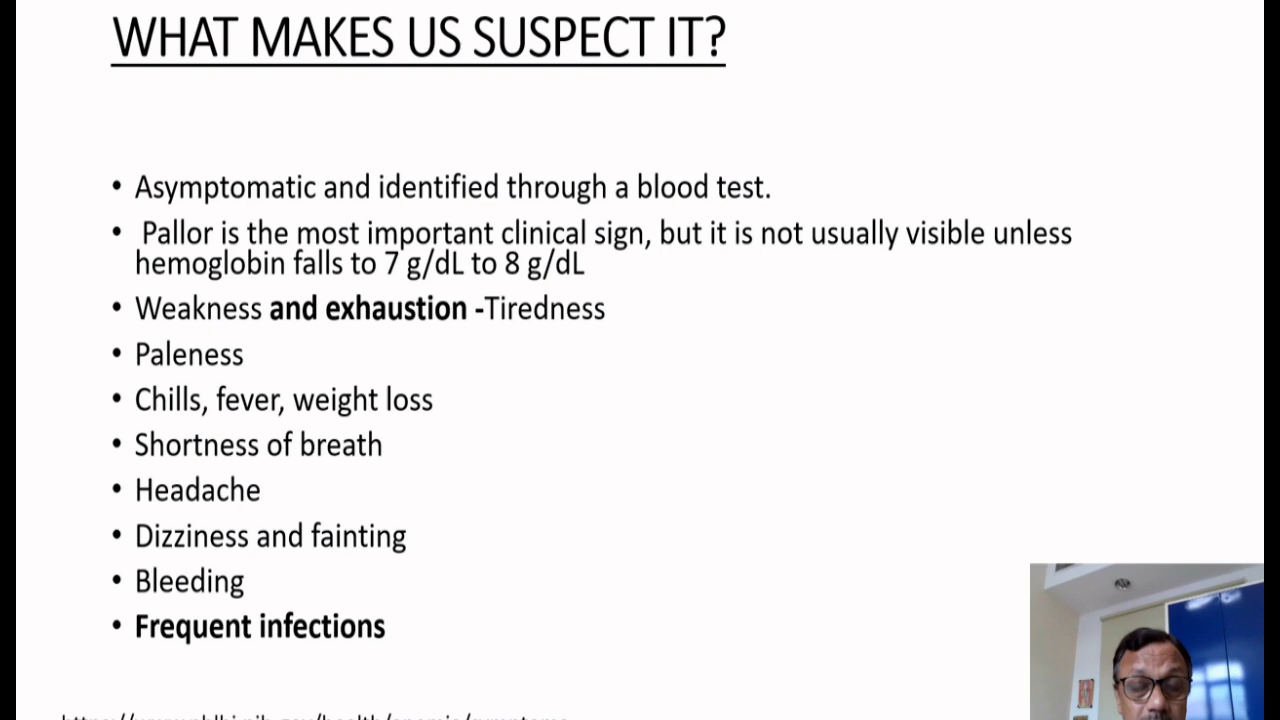 WHAT MAKES US SUSPECT IT?
• Asymptomatic and identified through a blood test.
• Pallor is the most important clinical sign, but it is not usually visible unless
hemoglobin falls to 7 g/dL to 8 g/dL
• Weakness and exhaustion -Tiredness
• Paleness
• Chills, fever, weight loss
• Shortness of breath
• Headache
• Dizziness and fainting
• Bleeding
• Frequent infections